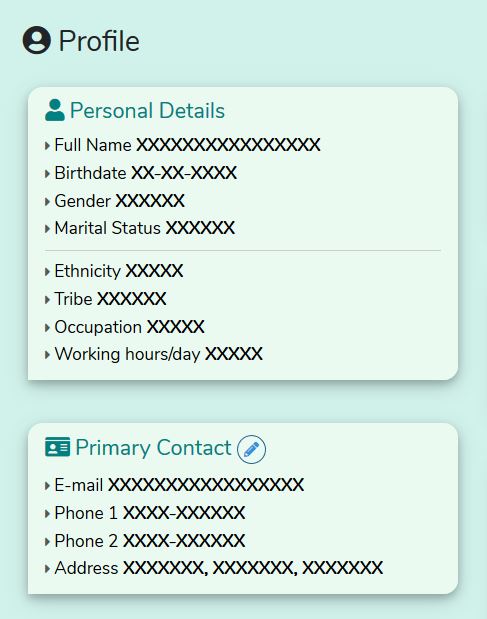 Profile
Personal Details
Full Name XXXXXXXXXXXXXXXX
Birthdate XX-XX-XXXX
Gender XXXXXX
Marital Status XXXXXX
Ethnicity XXXXX
Tribe XXXXXX
Occupation XXXXX
Working hours/day XXXXX
Primary Contact
E-mail XXXXXXXXXXXXXXXXX
Phone 1 XXXX-XXXXXX
Phone 2 XXXX-XXXXXX
Address XXXXXXX, XXXXXXX, XXXXXXX